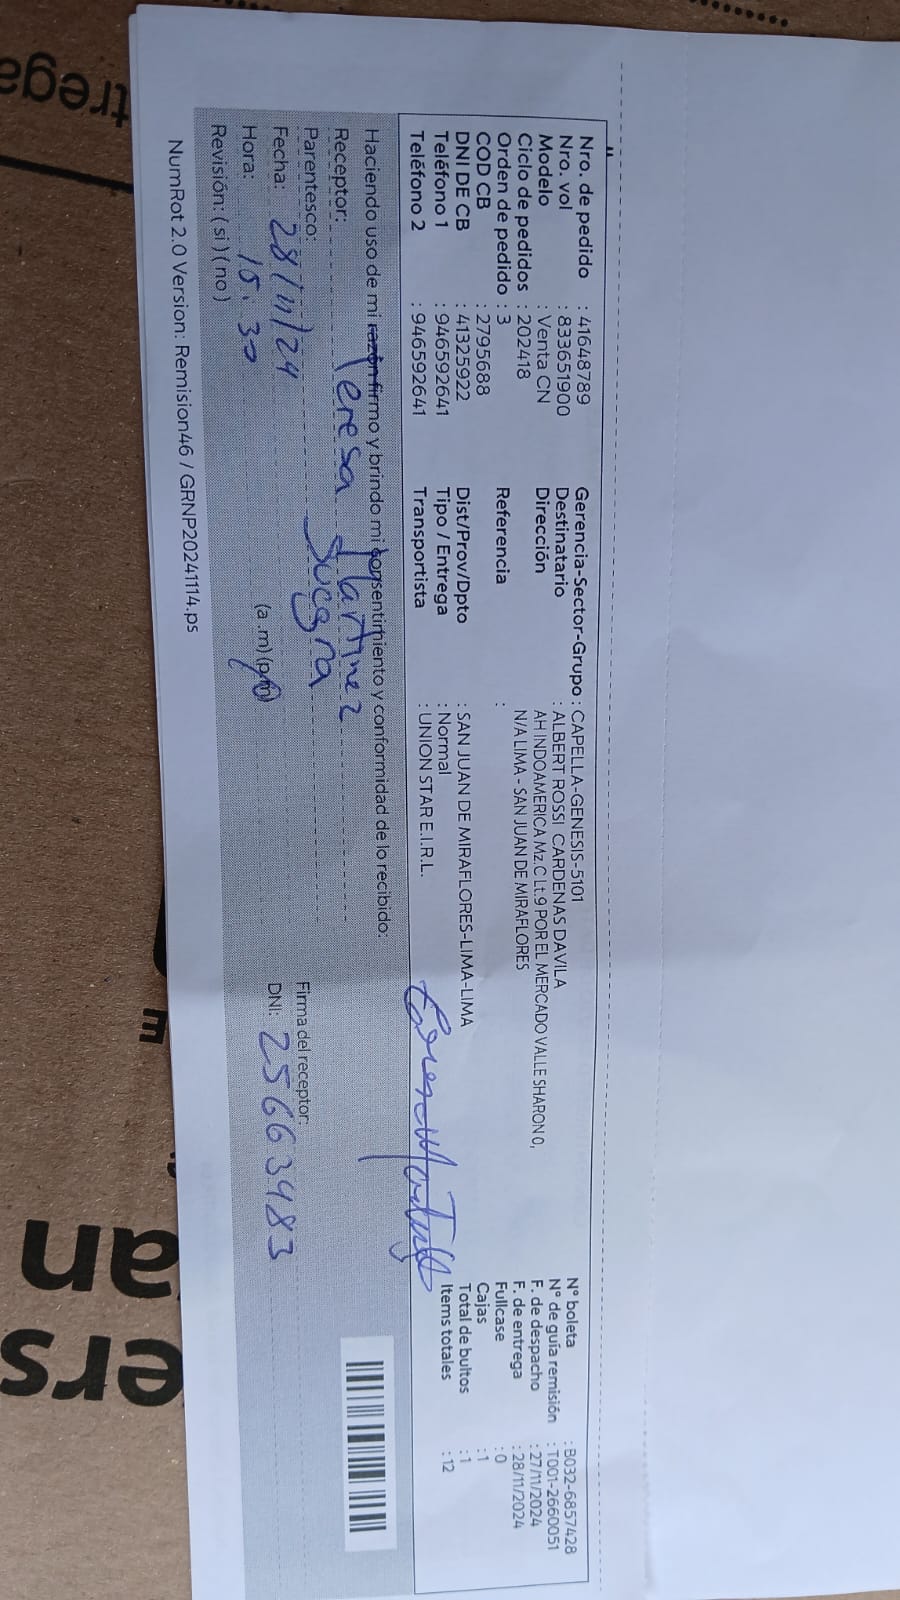 trega
Nro. de pedido : 41648789
Nro. vol : 833651900
Modelo : Venta CN
Ciclo de pedidos : 202418
Orden de pedido : 3
COD CB : 2795688
DNI DE CB : 41325922
Teléfono 1 : 946592641
Teléfono 2 : 946592641
Gerencia-Sector-Grupo : CAPELLA-GENESIS-5101
Destinatario : ALBERT ROSSI CARDENAS DAVILA
Dirección AH INDOAMERICA Mz.C Lt.9 POR EL MERCADO VALLE SHARON 0,
N/A LIMA - SAN JUAN DE MIRAFLORES
Referencia :
Dist/Prov/Dpto : SAN JUAN DE MIRAFLORES-LIMA-LIMA
Tipo / Entrega : Normal
Transportista : UNION STAR E.I.R.L.
N° boleta : B032-6857428
N° de guía remisión : T001-2660051
F. de despacho : 27/11/2024
F. de entrega : 28/11/2024
Fullcase : 0
Cajas : 1
Total de bultos : 1
Items totales : 12
Haciendo uso de mi razón firmo y brindo mi consentimiento y conformidad de lo recibido:
Receptor: Teresa Martinez
Parentesco: Suegra
Firma del receptor:
Fecha: 28/11/24
DNI: 25663483
Hora: 15:30 (a.m) (p.m)
Revisión: ( si ) ( no )
NumRot 2.0 Version: Remision46 / GRNP20241114.ps
an
ers